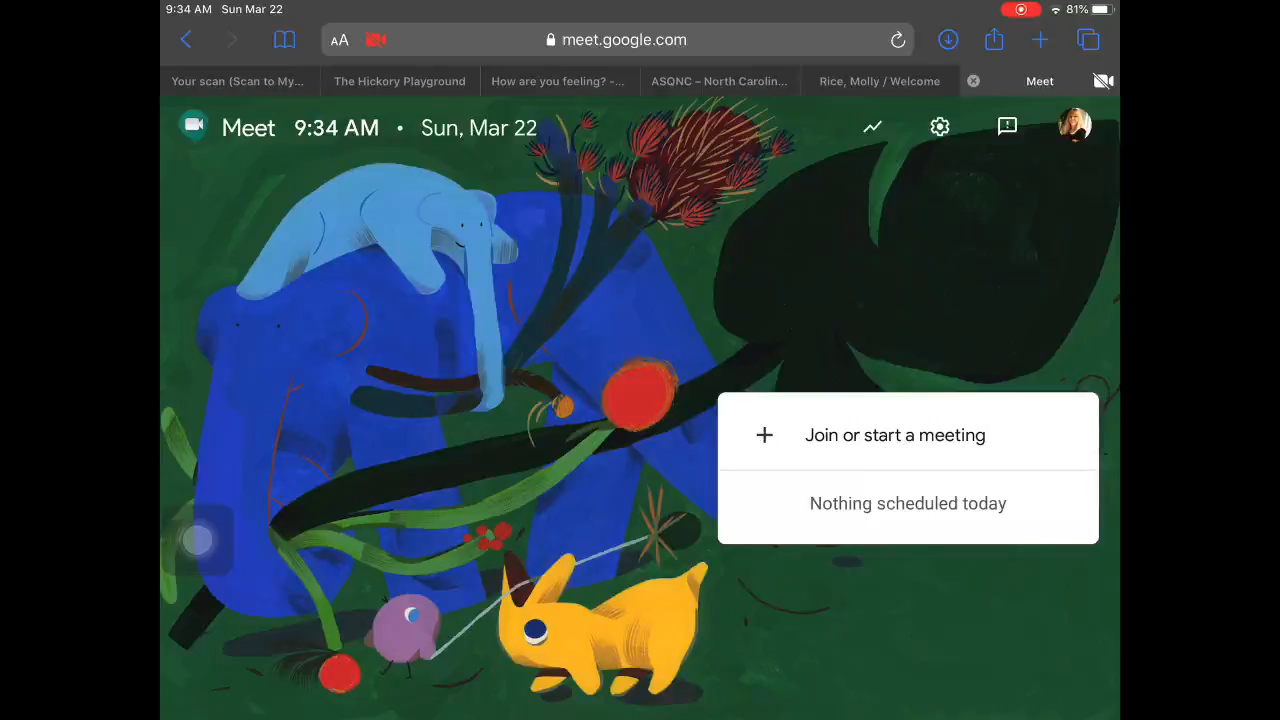 9:34 AM Sun Mar 22 81%
AA meet.google.com
Your scan (Scan to My... The Hickory Playground How are you feeling? -... ASQNC – North Carolin... Rice, Molly / Welcome Meet
Meet 9:34 AM • Sun, Mar 22
Join or start a meeting
Nothing scheduled today